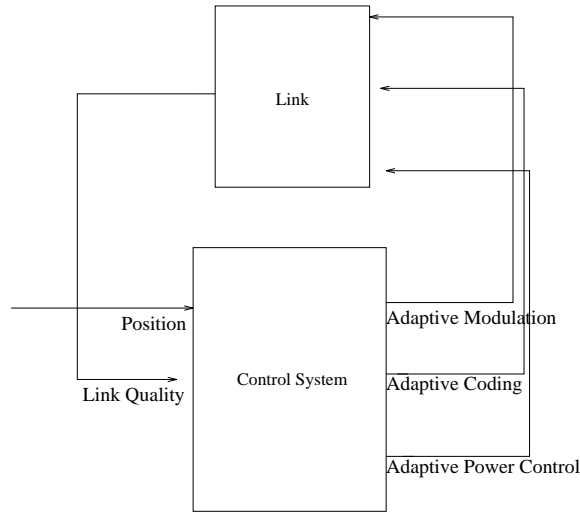 Link
Position
Adaptive Modulation
Control System
Link Quality
Adaptive Coding
Adaptive Power Control